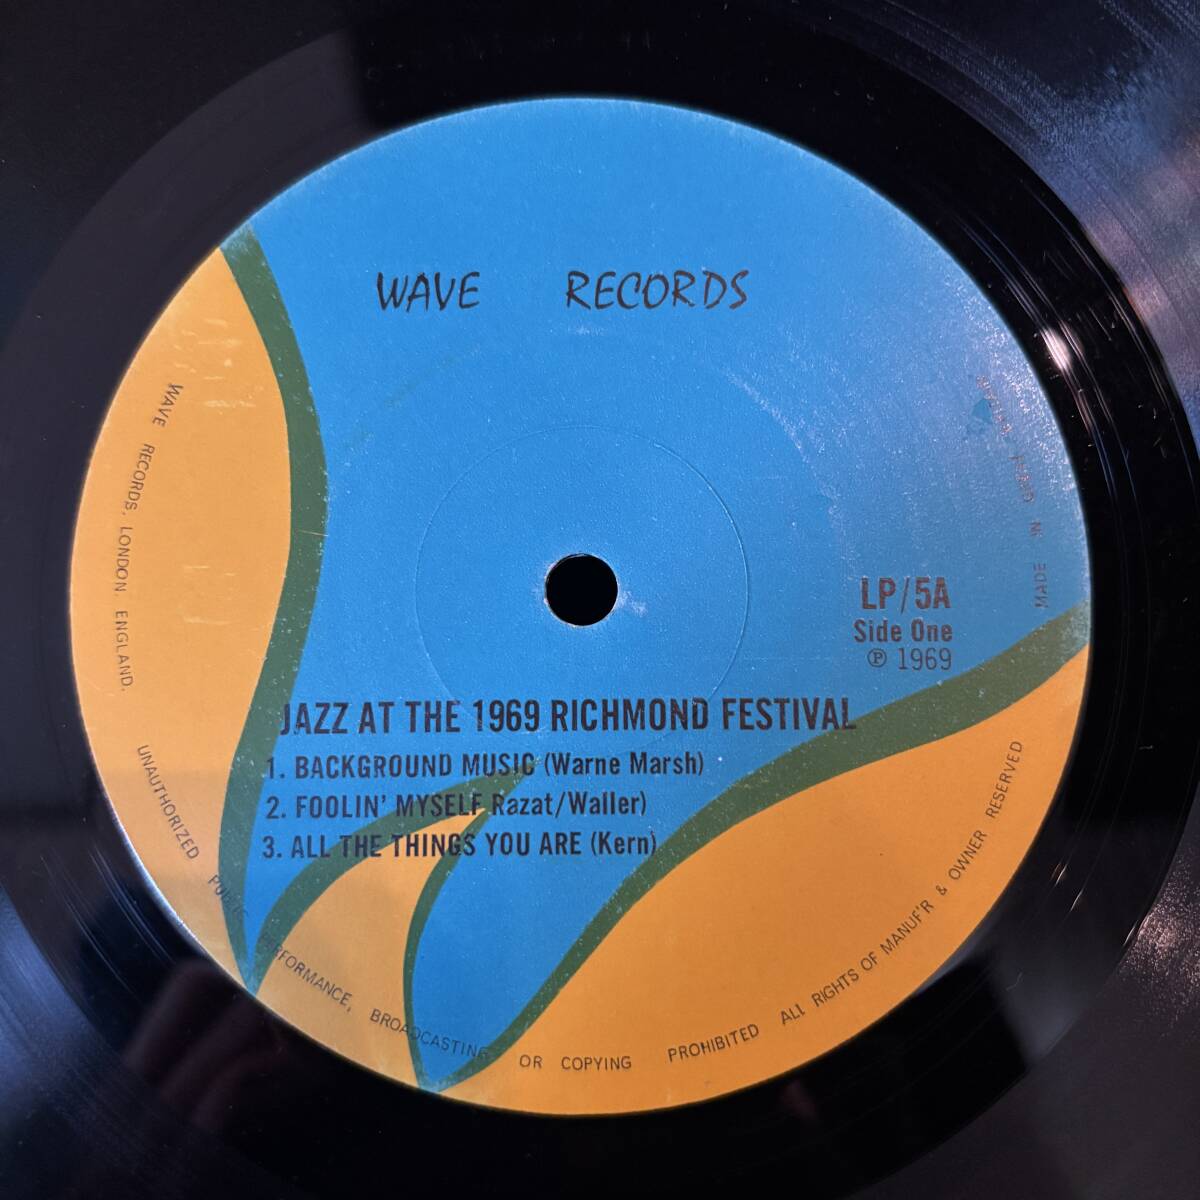 WAVE RECORDS
LP/5A
Side One
℗ 1969
JAZZ AT THE 1969 RICHMOND FESTIVAL
1. BACKGROUND MUSIC (Warne Marsh)
2. FOOLIN' MYSELF Razat/Waller)
3. ALL THE THINGS YOU ARE (Kern)
WAVE RECORDS, LONDON ENGLAND.
UNAUTHORIZED PUBLIC PERFORMANCE, BROADCASTING OR COPYING PROHIBITED ALL RIGHTS OF MANUF'R & OWNER RESERVED
MADE IN GREAT